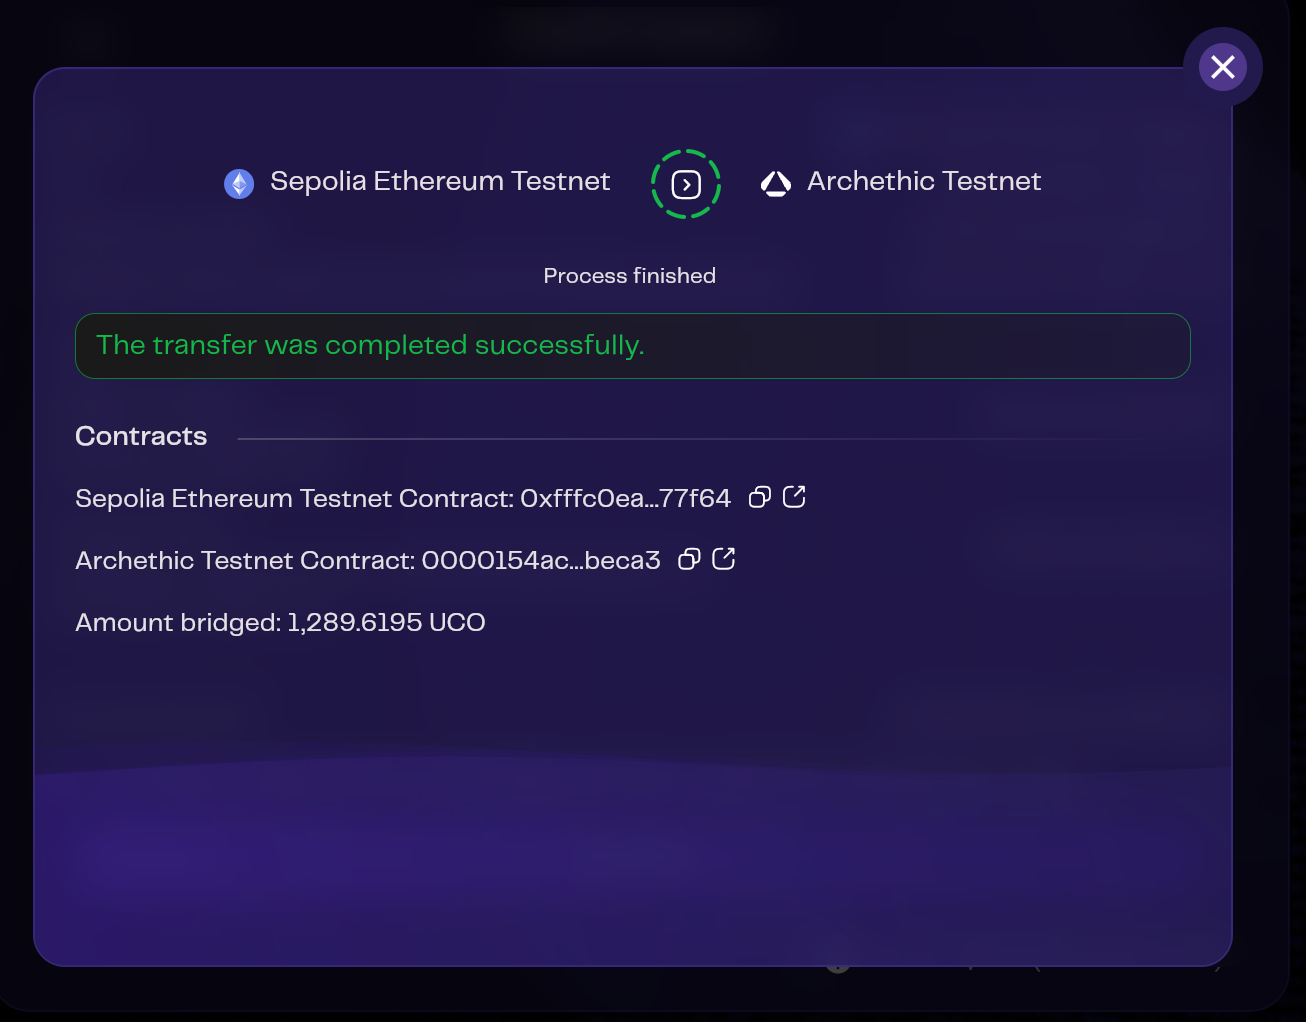 Sepolia Ethereum Testnet
Archethic Testnet
Process finished
The transfer was completed successfully.
Contracts
Sepolia Ethereum Testnet Contract: 0xfffc0ea...77f64
Archethic Testnet Contract: 0000154ac...beca3
Amount bridged: 1,289.6195 UCO